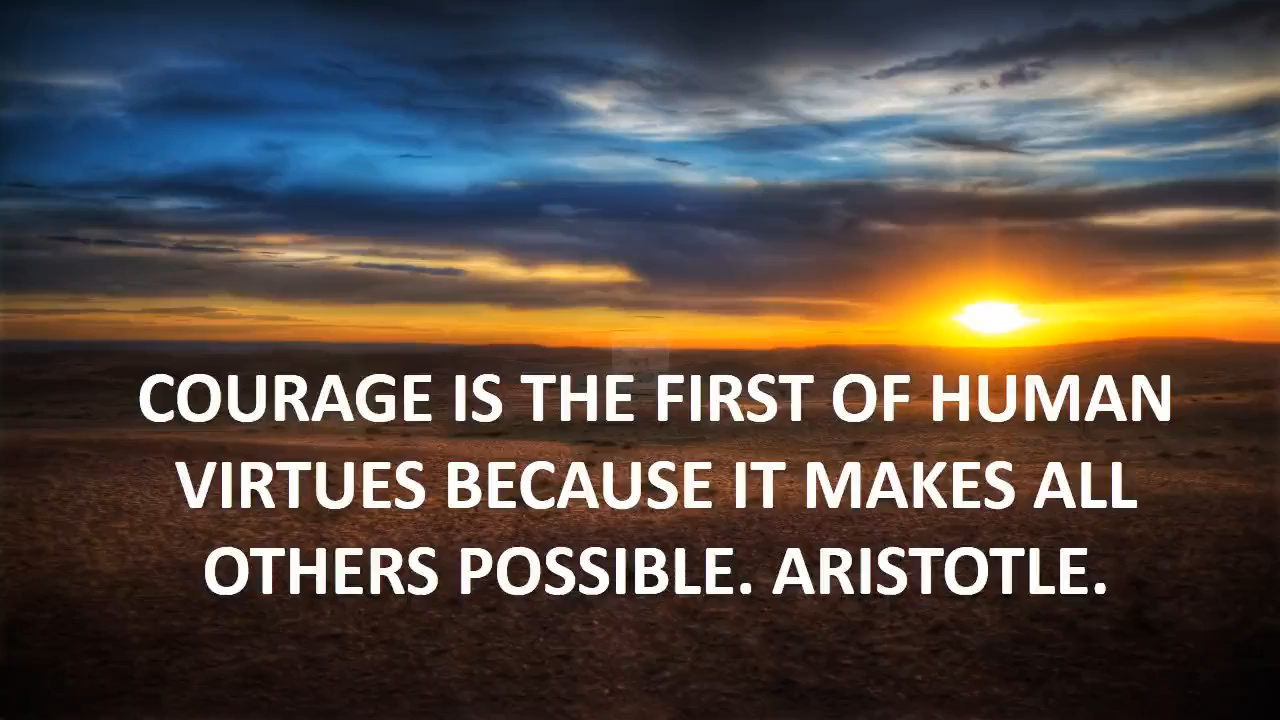 COURAGE IS THE FIRST OF HUMAN
VIRTUES BECAUSE IT MAKES ALL
OTHERS POSSIBLE. ARISTOTLE.